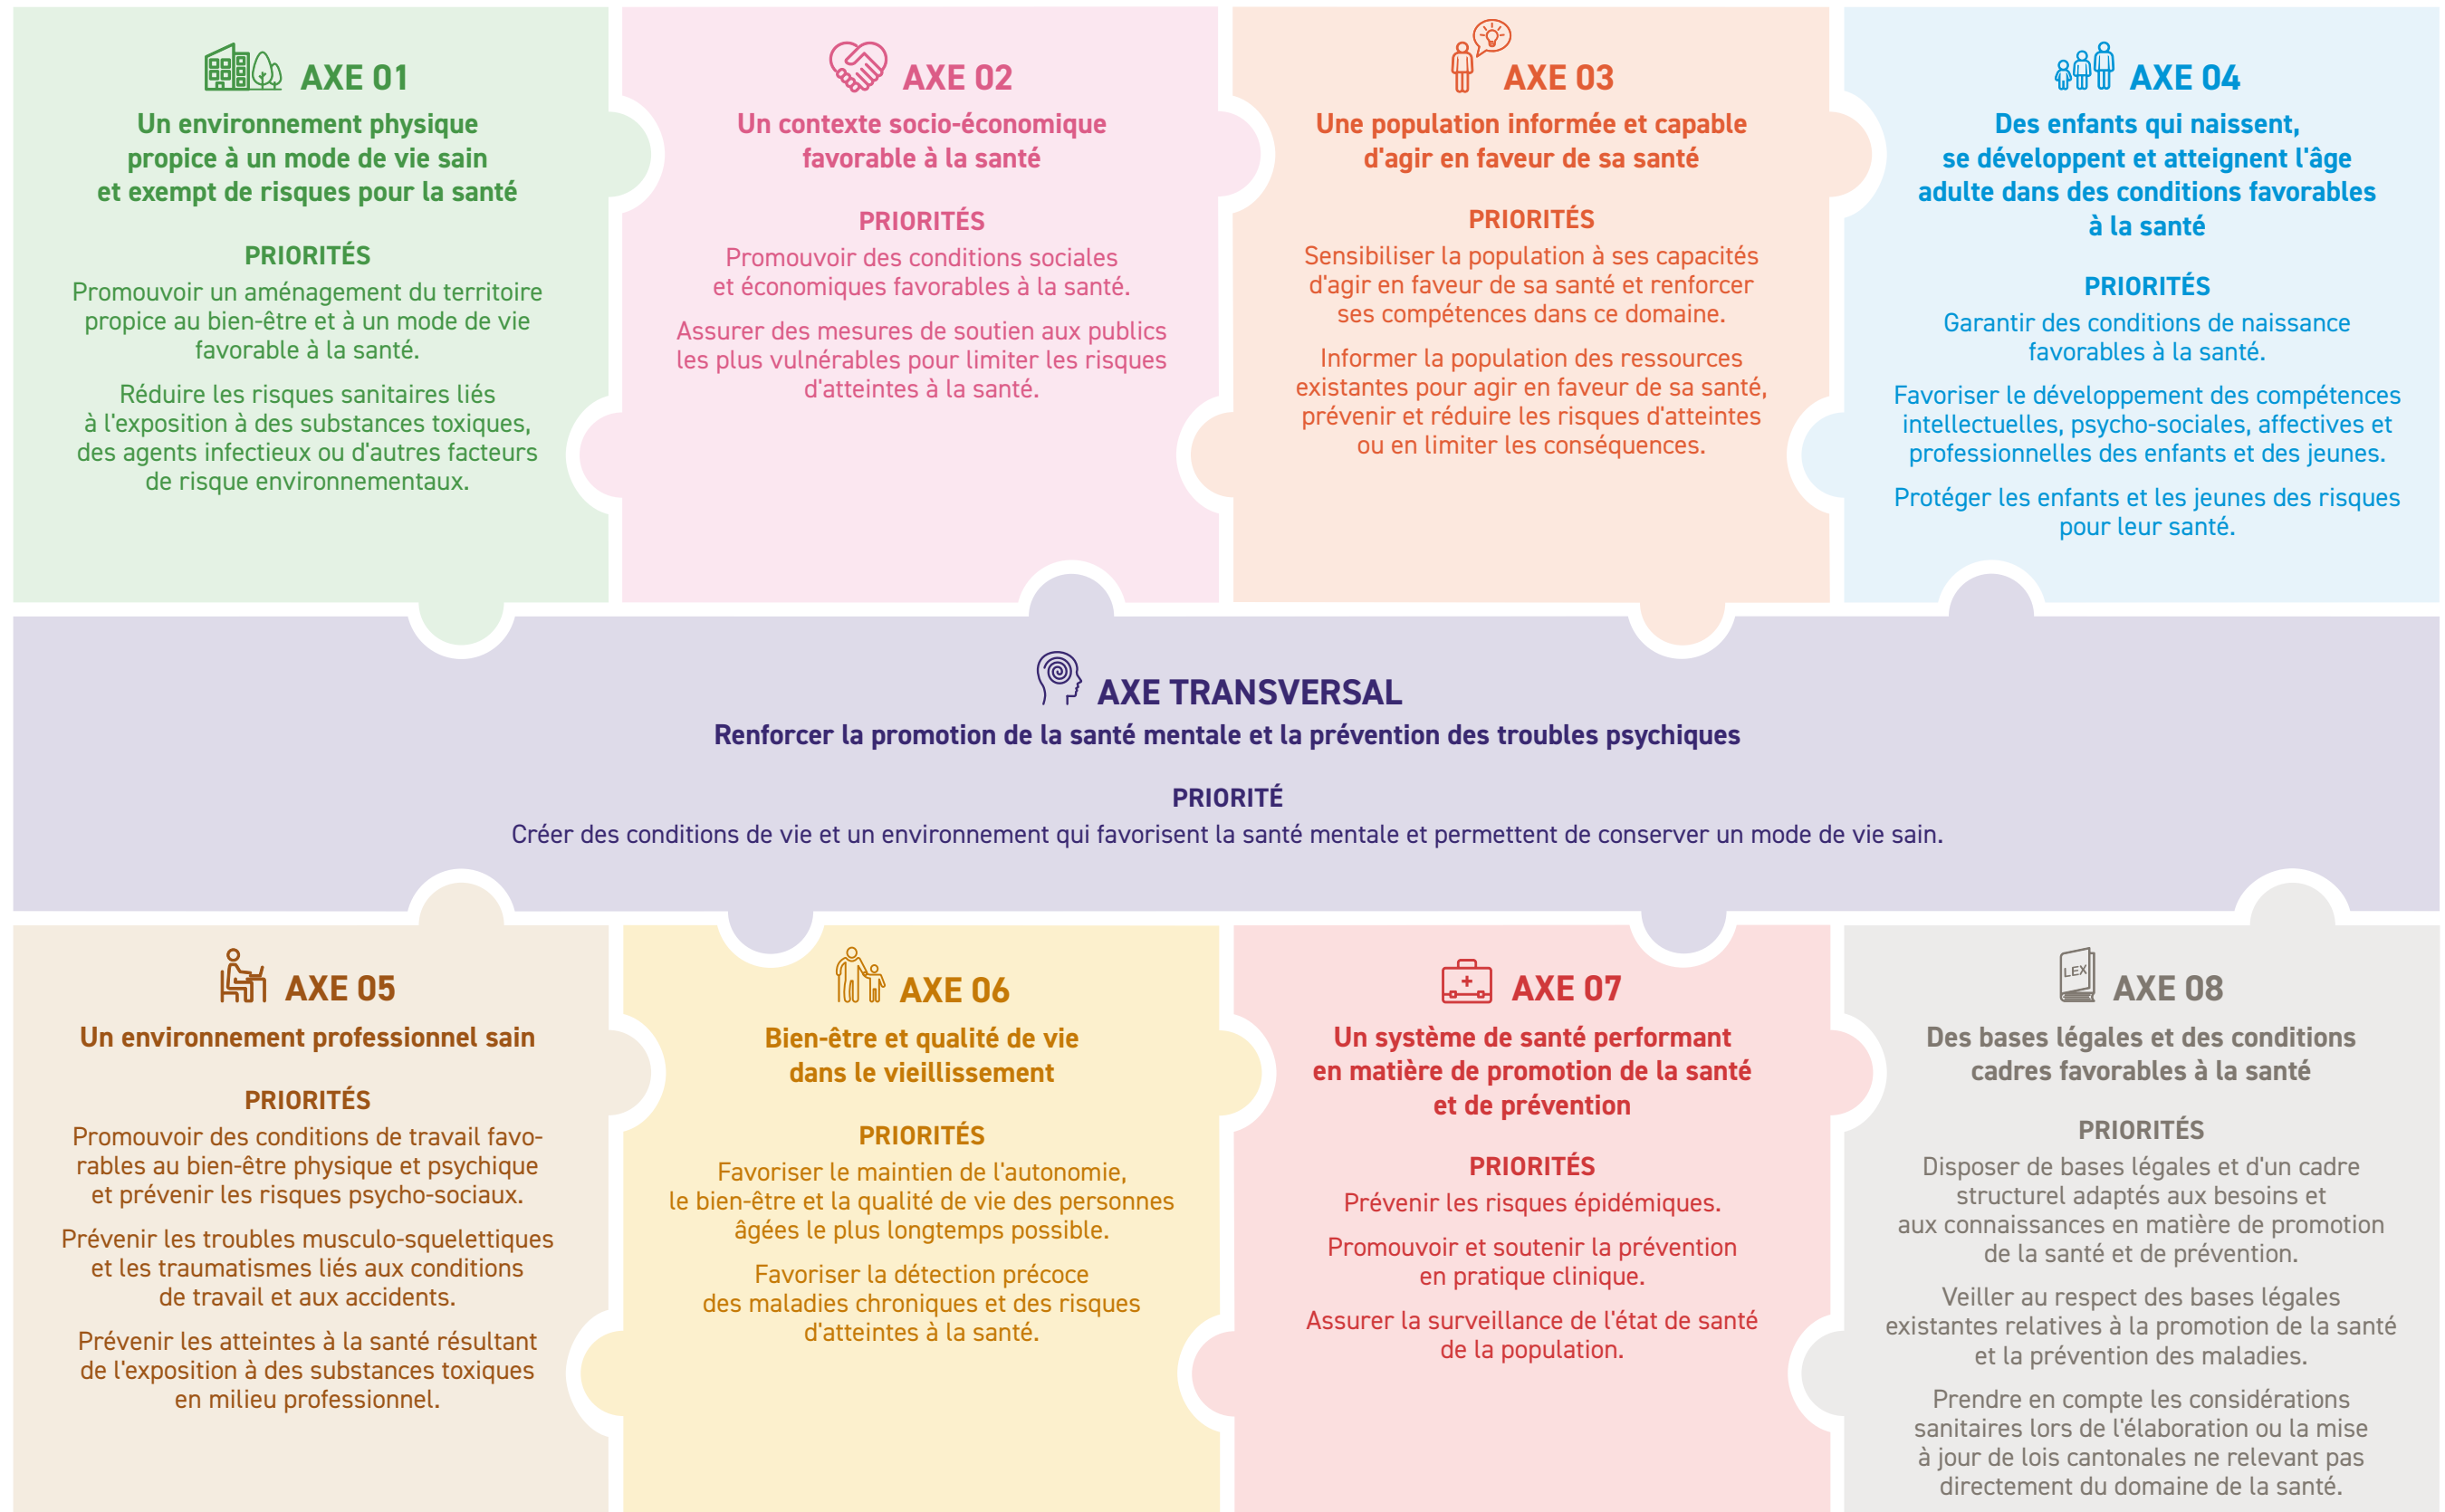 AXE 01
Un environnement physique
propice à un mode de vie sain
et exempt de risques pour la santé
PRIORITÉS
Promouvoir un aménagement du territoire
propice au bien-être et à un mode de vie
favorable à la santé.
Réduire les risques sanitaires liés
à l'exposition à des substances toxiques,
des agents infectieux ou d'autres facteurs
de risque environnementaux.
AXE 02
Un contexte socio-économique
favorable à la santé
PRIORITÉS
Promouvoir des conditions sociales
et économiques favorables à la santé.
Assurer des mesures de soutien aux publics
les plus vulnérables pour limiter les risques
d'atteintes à la santé.
AXE 03
Une population informée et capable
d'agir en faveur de sa santé
PRIORITÉS
Sensibiliser la population à ses capacités
d'agir en faveur de sa santé et renforcer
ses compétences dans ce domaine.
Informer la population des ressources
existantes pour agir en faveur de sa santé,
prévenir et réduire les risques d'atteintes
ou en limiter les conséquences.
AXE 04
Des enfants qui naissent,
se développent et atteignent l'âge
adulte dans des conditions favorables
à la santé
PRIORITÉS
Garantir des conditions de naissance
favorables à la santé.
Favoriser le développement des compétences
intellectuelles, psycho-sociales, affectives et
professionnelles des enfants et des jeunes.
Protéger les enfants et les jeunes des risques
pour leur santé.
AXE TRANSVERSAL
Renforcer la promotion de la santé mentale et la prévention des troubles psychiques
PRIORITÉ
Créer des conditions de vie et un environnement qui favorisent la santé mentale et permettent de conserver un mode de vie sain.
AXE 05
Un environnement professionnel sain
PRIORITÉS
Promouvoir des conditions de travail favo-
rables au bien-être physique et psychique
et prévenir les risques psycho-sociaux.
Prévenir les troubles musculo-squelettiques
et les traumatismes liés aux conditions
de travail et aux accidents.
Prévenir les atteintes à la santé résultant
de l'exposition à des substances toxiques
en milieu professionnel.
AXE 06
Bien-être et qualité de vie
dans le vieillissement
PRIORITÉS
Favoriser le maintien de l'autonomie,
le bien-être et la qualité de vie des personnes
âgées le plus longtemps possible.
Favoriser la détection précoce
des maladies chroniques et des risques
d'atteintes à la santé.
AXE 07
Un système de santé performant
en matière de promotion de la santé
et de prévention
PRIORITÉS
Prévenir les risques épidémiques.
Promouvoir et soutenir la prévention
en pratique clinique.
Assurer la surveillance de l'état de santé
de la population.
LEX
AXE 08
Des bases légales et des conditions
cadres favorables à la santé
PRIORITÉS
Disposer de bases légales et d'un cadre
structurel adaptés aux besoins et
aux connaissances en matière de promotion
de la santé et de prévention.
Veiller au respect des bases légales
existantes relatives à la promotion de la santé
et la prévention des maladies.
Prendre en compte les considérations
sanitaires lors de l'élaboration ou la mise
à jour de lois cantonales ne relevant pas
directement du domaine de la santé.